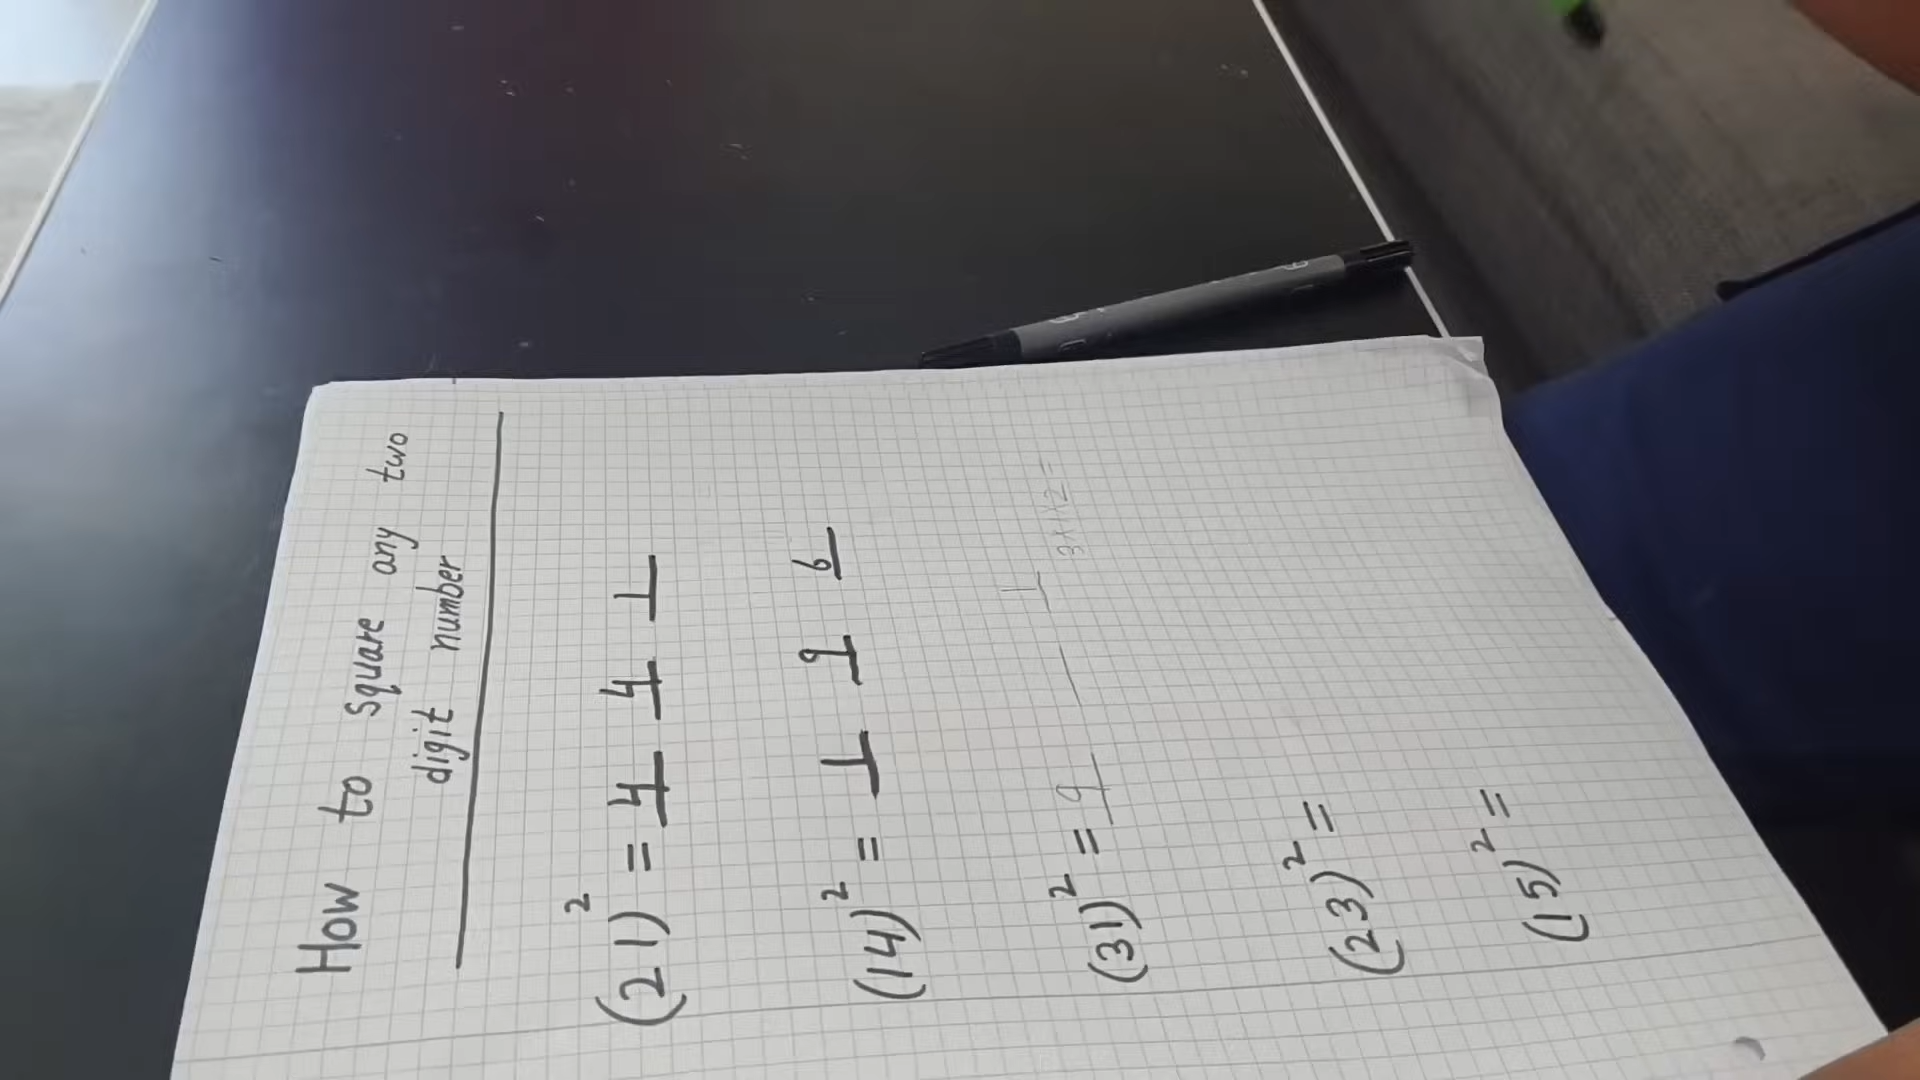 How to square any two
digit number
(21)² = 4 4 1
(14)² = 1 9 6
(31)² = 9 _ 1
3x1x2=
(23)² =
(15)² =